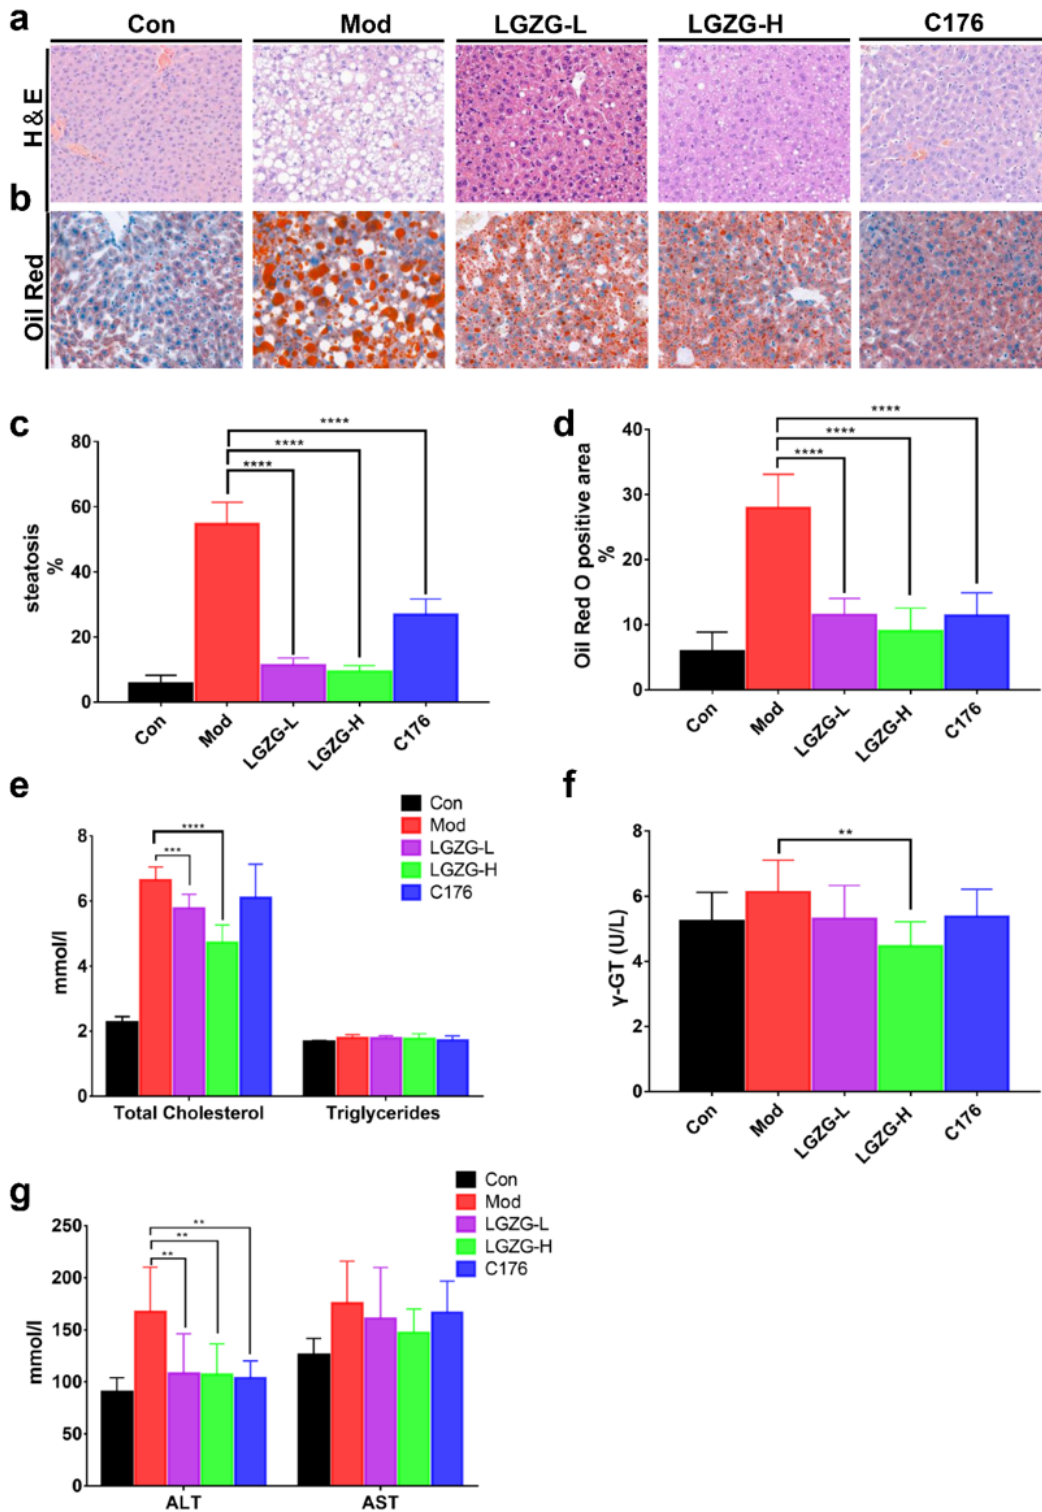 a
Con Mod LGZG-L LGZG-H C176
H&E
b
Oil Red
c
**** 
****
****
80
60
40
20
0
steatosis
%
Con Mod LGZG-L LGZG-H C176
d
****
****
****
40
30
20
10
0
Oil Red O positive area
%
Con Mod LGZG-L LGZG-H C176
e
Con
Mod
LGZG-L
LGZG-H
C176
****
***
8
6
4
2
0
mmol/l
Total Cholesterol Triglycerides
f
**
8
6
4
2
0
γ-GT (U/L)
Con Mod LGZG-L LGZG-H C176
g
Con
Mod
LGZG-L
LGZG-H
C176
**
**
**
250
200
150
100
50
0
mmol/l
ALT AST